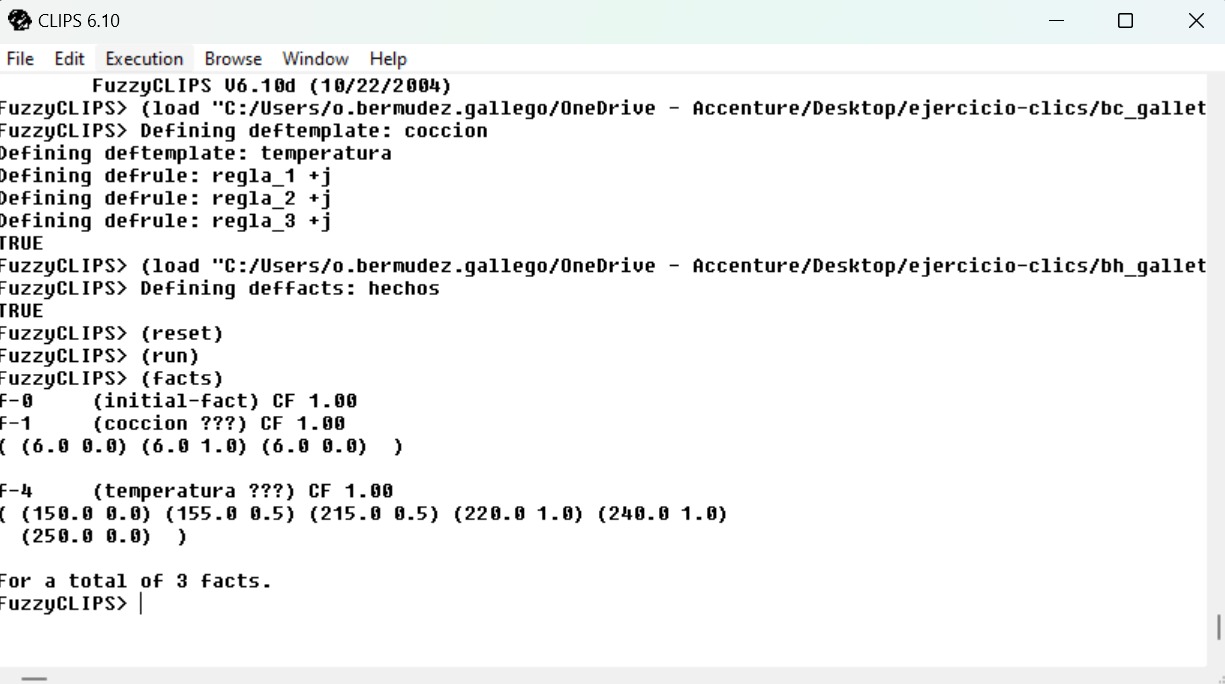 CLIPS 6.10
File Edit Execution Browse Window Help
FuzzyCLIPS V6.10d (10/22/2004)
FuzzyCLIPS> (load "C:/Users/o.bermudez.gallego/OneDrive - Accenture/Desktop/ejercicio-clics/bc_gallet
FuzzyCLIPS> Defining deftemplate: coccion
Defining deftemplate: temperatura
Defining defrule: regla_1 +j
Defining defrule: regla_2 +j
Defining defrule: regla_3 +j
TRUE
FuzzyCLIPS> (load "C:/Users/o.bermudez.gallego/OneDrive - Accenture/Desktop/ejercicio-clics/bh_gallet
FuzzyCLIPS> Defining deffacts: hechos
TRUE
FuzzyCLIPS> (reset)
FuzzyCLIPS> (run)
FuzzyCLIPS> (facts)
f-0     (initial-fact) CF 1.00
f-1     (coccion ???) CF 1.00
( (6.0 0.0) (6.0 1.0) (6.0 0.0)  )
f-4     (temperatura ???) CF 1.00
( (150.0 0.0) (155.0 0.5) (215.0 0.5) (220.0 1.0) (240.0 1.0)
(250.0 0.0)  )
For a total of 3 facts.
FuzzyCLIPS>